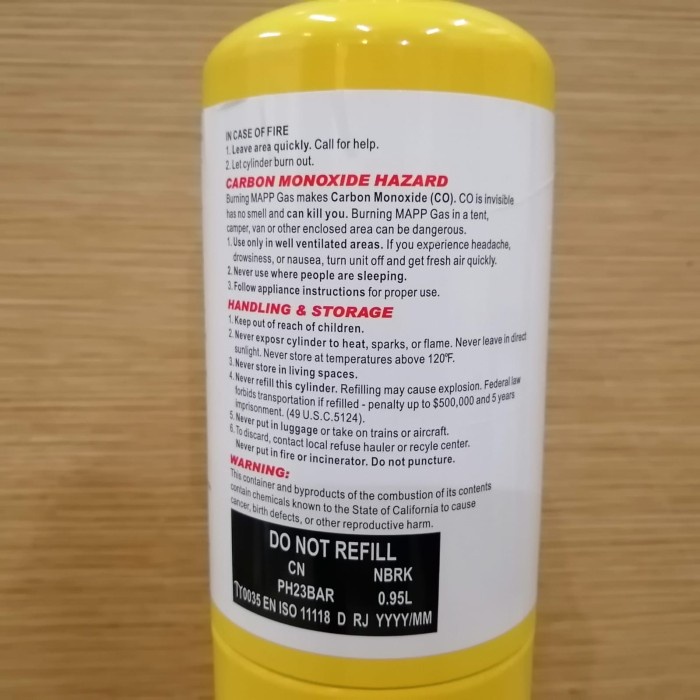 IN CASE OF FIRE
1. Leave area quickly. Call for help.
2. Let cylinder burn out.
CARBON MONOXIDE HAZARD
Burning MAPP Gas makes Carbon Monoxide (CO). CO is invisible
has no smell and can kill you. Burning MAPP Gas in a tent,
camper, van or other enclosed area can be dangerous.
1. Use only in well ventilated areas. If you experience headache,
drowsiness, or nausea, turn unit off and get fresh air quickly.
2. Never use where people are sleeping.
3. Follow appliance instructions for proper use.
HANDLING & STORAGE
1. Keep out of reach of children.
2. Never exposr cylinder to heat, sparks, or flame. Never leave in direct
sunlight. Never store at temperatures above 120°F.
3. Never store in living spaces.
4. Never refill this cylinder. Refilling may cause explosion. Federal law
forbids transportation if refilled - penalty up to $500,000 and 5 years
imprisonment. (49 U.S.C.5124).
5. Never put in luggage or take on trains or aircraft.
6. To discard, contact local refuse hauler or recyle center.
Never put in fire or incinerator. Do not puncture.
WARNING:
This container and byproducts of the combustion of its contents
contain chemicals known to the State of California to cause
cancer, birth defects, or other reproductive harm.
DO NOT REFILL
CN NBRK
PH23BAR 0.95L
TY0035 EN ISO 11118 D RJ YYYY/MM